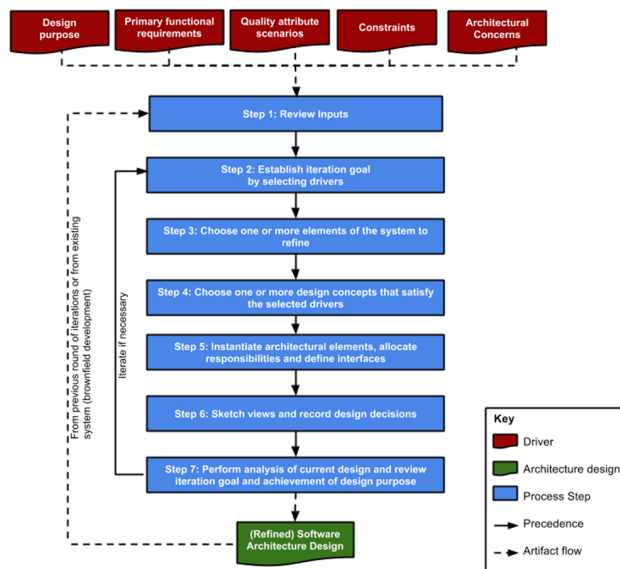 Design
purpose
Primary functional
requirements
Quality attribute
scenarios
Constraints
Architectural
Concerns
Step 1: Review Inputs
Step 2: Establish iteration goal
by selecting drivers
Step 3: Choose one or more elements of the system to
refine
Step 4: Choose one or more design concepts that satisfy
the selected drivers
Step 5: Instantiate architectural elements, allocate
responsibilities and define interfaces
Step 6: Sketch views and record design decisions
Step 7: Perform analysis of current design and review
iteration goal and achievement of design purpose
(Refined) Software
Architecture Design
From previous round of iterations or from existing
system (brownfield development)
Iterate if necessary
Key
Driver
Architecture design
Process Step
Precedence
Artifact flow